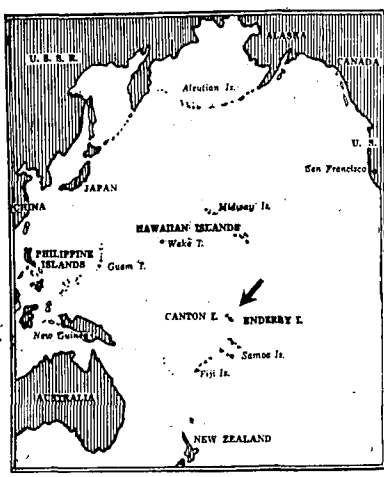 ALASKA
U. S. S. R.
CANADA
Aleutian Is.
U. S.
San Francisco
JAPAN
CHINA
Midway Is.
HAWAIIAN ISLANDS
Wake I.
PHILIPPINE
ISLANDS
Guam I.
CANTON I.
ENDERBY I.
New Guinea
Samoa Is.
Fiji Is.
AUSTRALIA
NEW ZEALAND